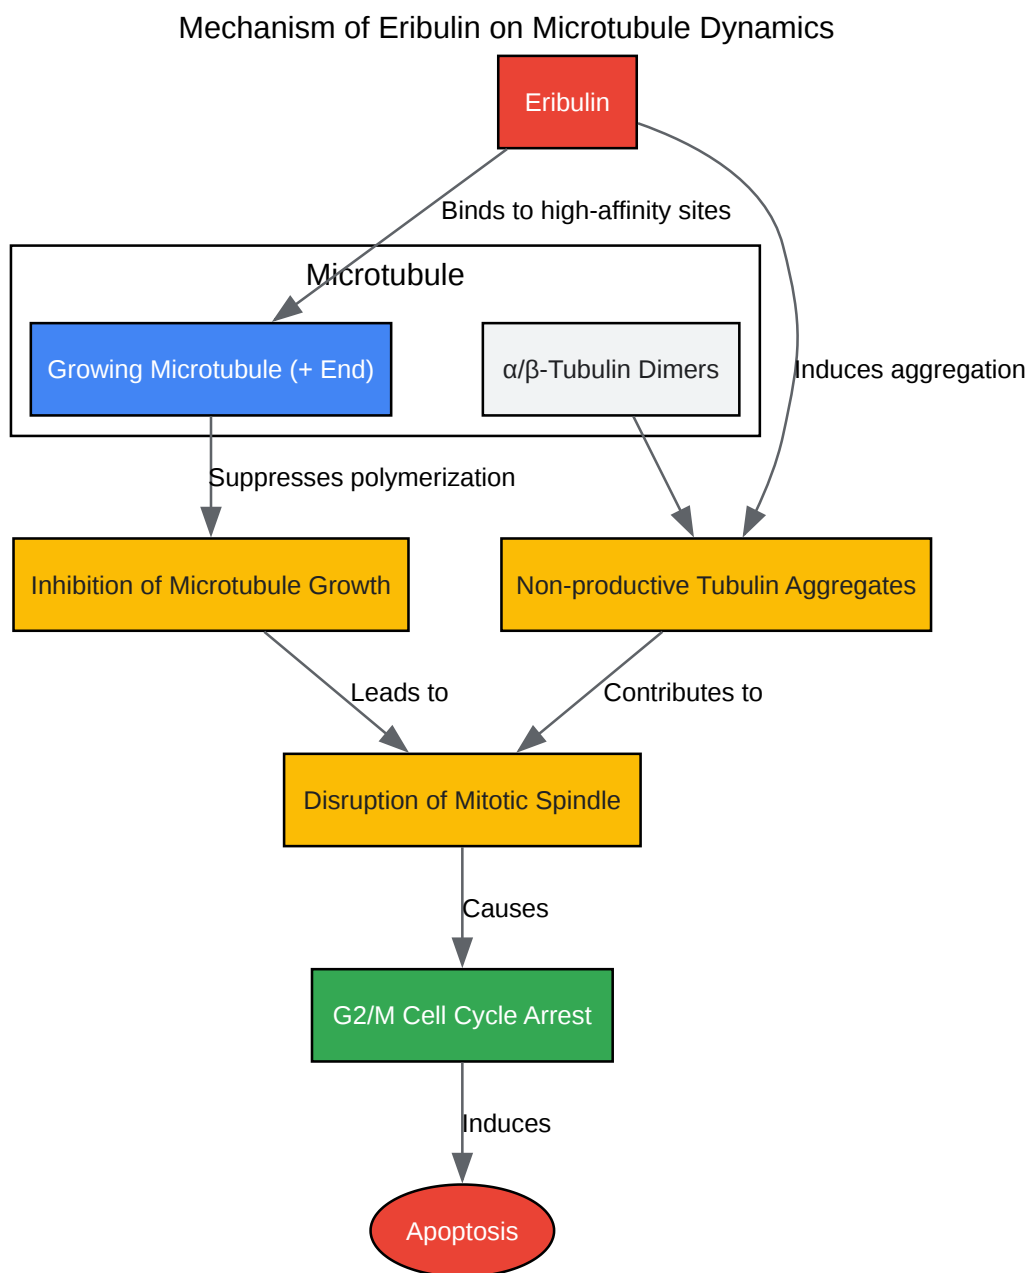 Mechanism of Eribulin on Microtubule Dynamics
Eribulin
Binds to high-affinity sites
Microtubule
Growing Microtubule (+ End)
α/β-Tubulin Dimers
Induces aggregation
Suppresses polymerization
Inhibition of Microtubule Growth
Non-productive Tubulin Aggregates
Leads to
Contributes to
Disruption of Mitotic Spindle
Causes
G2/M Cell Cycle Arrest
Induces
Apoptosis